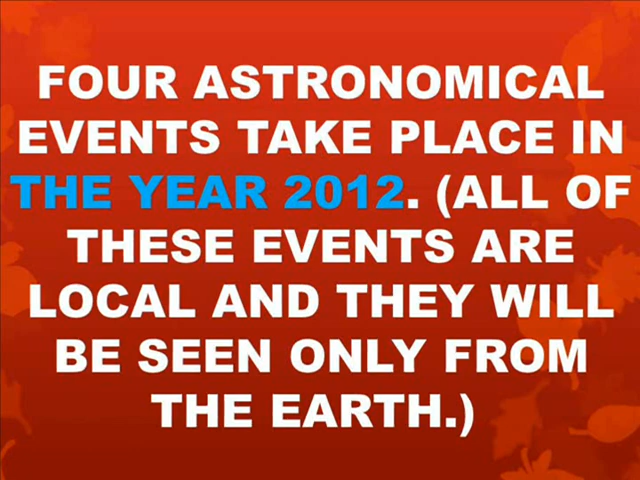 FOUR ASTRONOMICAL
EVENTS TAKE PLACE IN
THE YEAR 2012. (ALL OF
THESE EVENTS ARE
LOCAL AND THEY WILL
BE SEEN ONLY FROM
THE EARTH.)